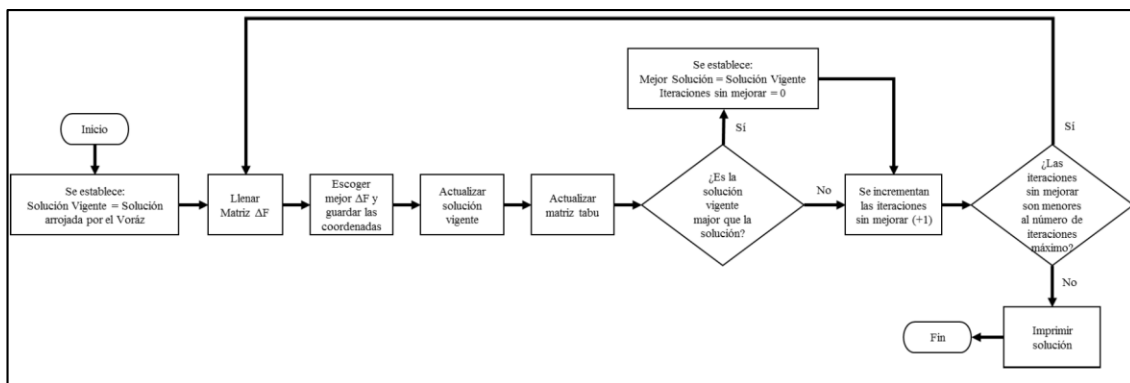 Inicio
Se establece:
Solución Vigente = Solución
arrojada por el Voráz
Llenar
Matriz ΔF
Escoger
mejor ΔF y
guardar las
coordenadas
Actualizar
solución
vigente
Actualizar
matriz tabu
¿Es la
solución
vigente
major que la
solución?
Sí
Se establece:
Mejor Solución = Solución Vigente
Iteraciones sin mejorar = 0
No
Se incrementan
las iteraciones
sin mejorar (+1)
¿Las
iteraciones
sin mejorar
son menores
al número de
iteraciones
máximo?
Sí
No
Imprimir
solución
Fin